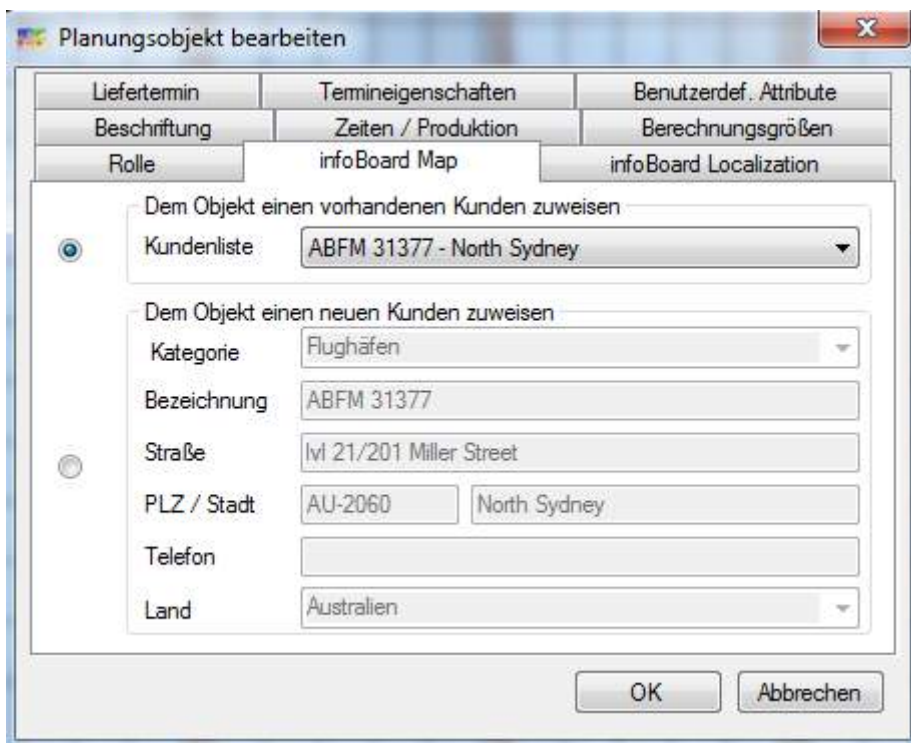 Planungsobjekt bearbeiten
Liefertermin Termineigenschaften Benutzerdef. Attribute
Beschriftung Zeiten / Produktion Berechnungsgrößen
Rolle infoBoard Map infoBoard Localization
Dem Objekt einen vorhandenen Kunden zuweisen
Kundenliste ABFM 31377 - North Sydney
Dem Objekt einen neuen Kunden zuweisen
Kategorie Flughäfen
Bezeichnung ABFM 31377
Straße lvl 21/201 Miller Street
PLZ / Stadt AU-2060 North Sydney
Telefon
Land Australien
OK Abbrechen